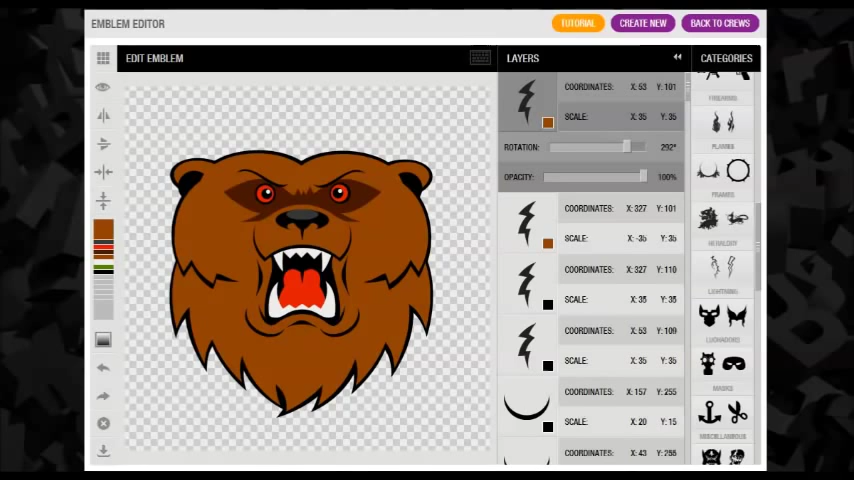 EMBLEM EDITOR
TUTORIAL
CREATE NEW
BACK TO CREWS
EDIT EMBLEM
LAYERS
CATEGORIES
COORDINATES: X: 53 Y: 101
SCALE: X: 35 Y: 35
ROTATION: 292°
OPACITY: 100%
COORDINATES: X: 327 Y: 101
SCALE: X: -35 Y: 35
COORDINATES: X: 327 Y: 110
SCALE: X: 35 Y: 35
COORDINATES: X: 53 Y: 109
SCALE: X: 35 Y: 35
COORDINATES: X: 157 Y: 255
SCALE: X: 20 Y: 15
COORDINATES: X: 43 Y: 255
FIREARMS
FLAMES
FRAMES
HERALDRY
LIGHTNING
LUCHADORS
MASKS
MISCELLANEOUS